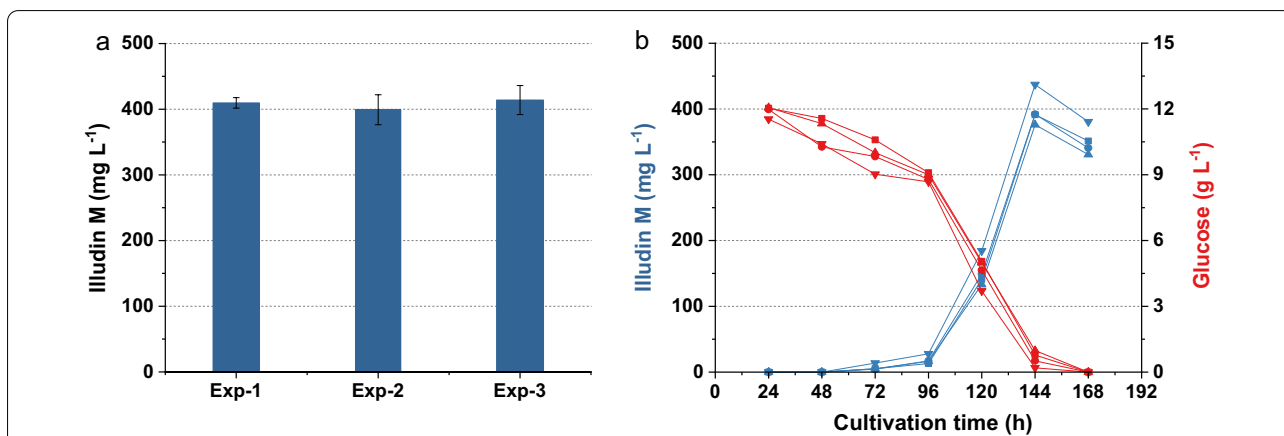 a
500
400
300
200
100
0
Illudin M (mg L⁻¹)
Exp-1 Exp-2 Exp-3
b
500
400
300
200
100
0
Illudin M (mg L⁻¹)
15
12
9
6
3
0
Glucose (g L⁻¹)
0 24 48 72 96 120 144 168 192
Cultivation time (h)